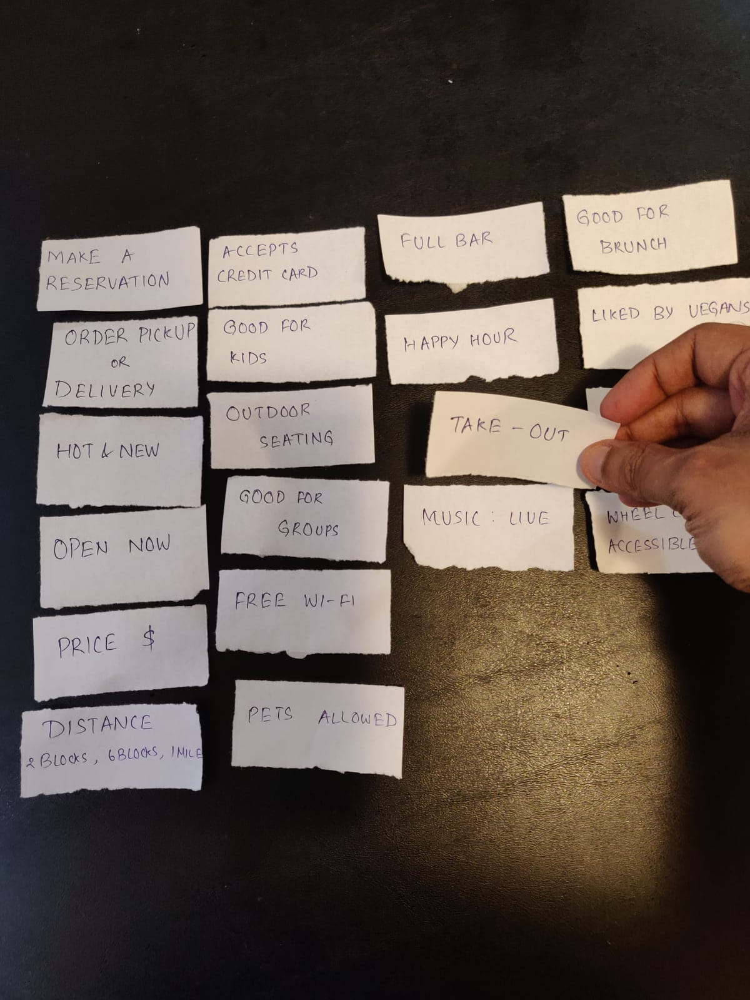 MAKE A
RESERVATION
ORDER PICKUP
OR
DELIVERY
HOT & NEW
OPEN NOW
PRICE $
DISTANCE
2 BLOCKS, 6 BLOCKS, 1 MILE
ACCEPTS
CREDIT CARD
GOOD FOR
KIDS
OUTDOOR
SEATING
GOOD FOR
GROUPS
FREE WI-FI
PETS ALLOWED
FULL BAR
HAPPY HOUR
TAKE - OUT
MUSIC : LIVE
GOOD FOR
BRUNCH
LIKED BY VEGANS
WHEEL
ACCESSIBLE